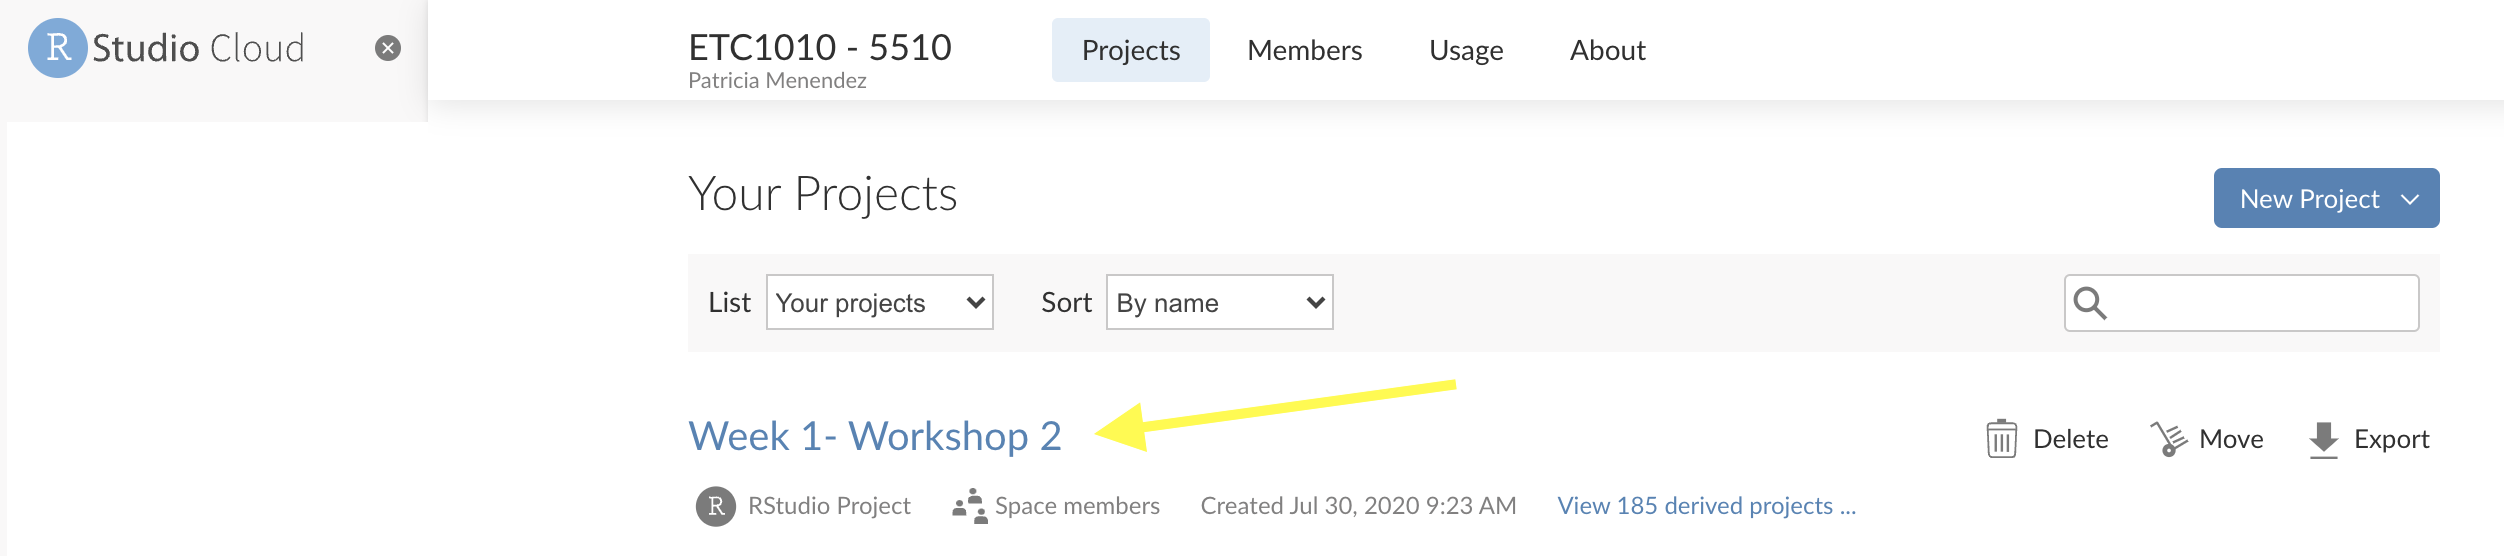 R Studio Cloud
ETC1010 - 5510
Patricia Menendez
Projects Members Usage About
Your Projects
New Project
List Your projects Sort By name
Week 1- Workshop 2
Delete Move Export
R RStudio Project Space members Created Jul 30, 2020 9:23 AM View 185 derived projects ...